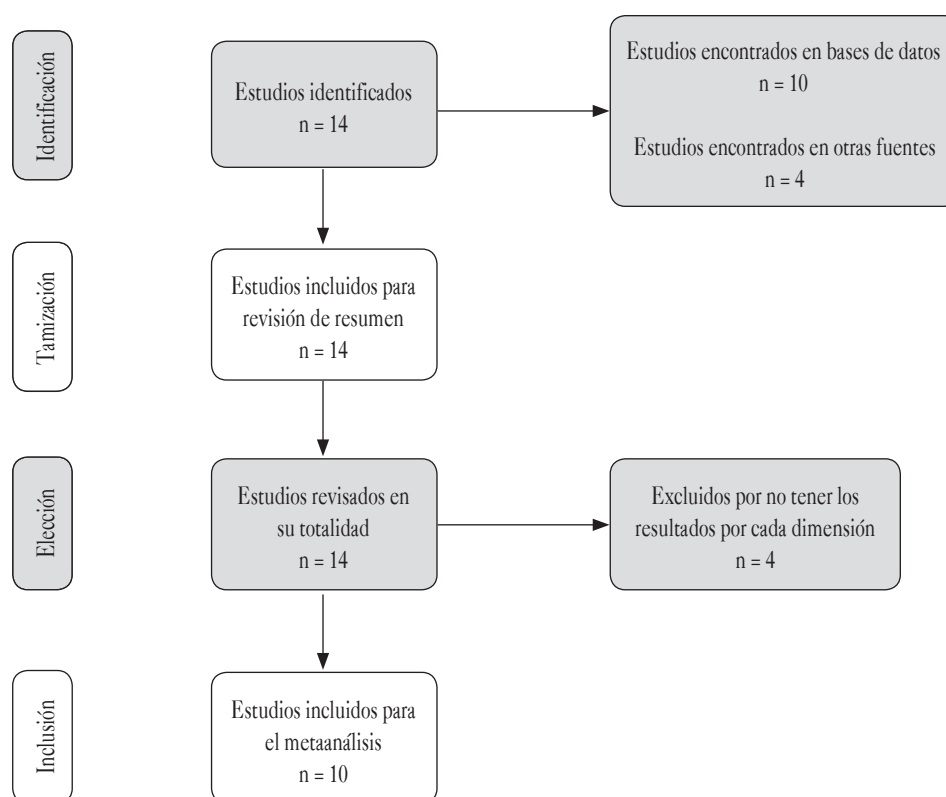 Identificación
Estudios identificados
n = 14
Estudios encontrados en bases de datos
n = 10
Estudios encontrados en otras fuentes
n = 4
Tamización
Estudios incluidos para
revisión de resumen
n = 14
Elección
Estudios revisados en
su totalidad
n = 14
Excluidos por no tener los
resultados por cada dimensión
n = 4
Inclusión
Estudios incluidos para
el metaanálisis
n = 10